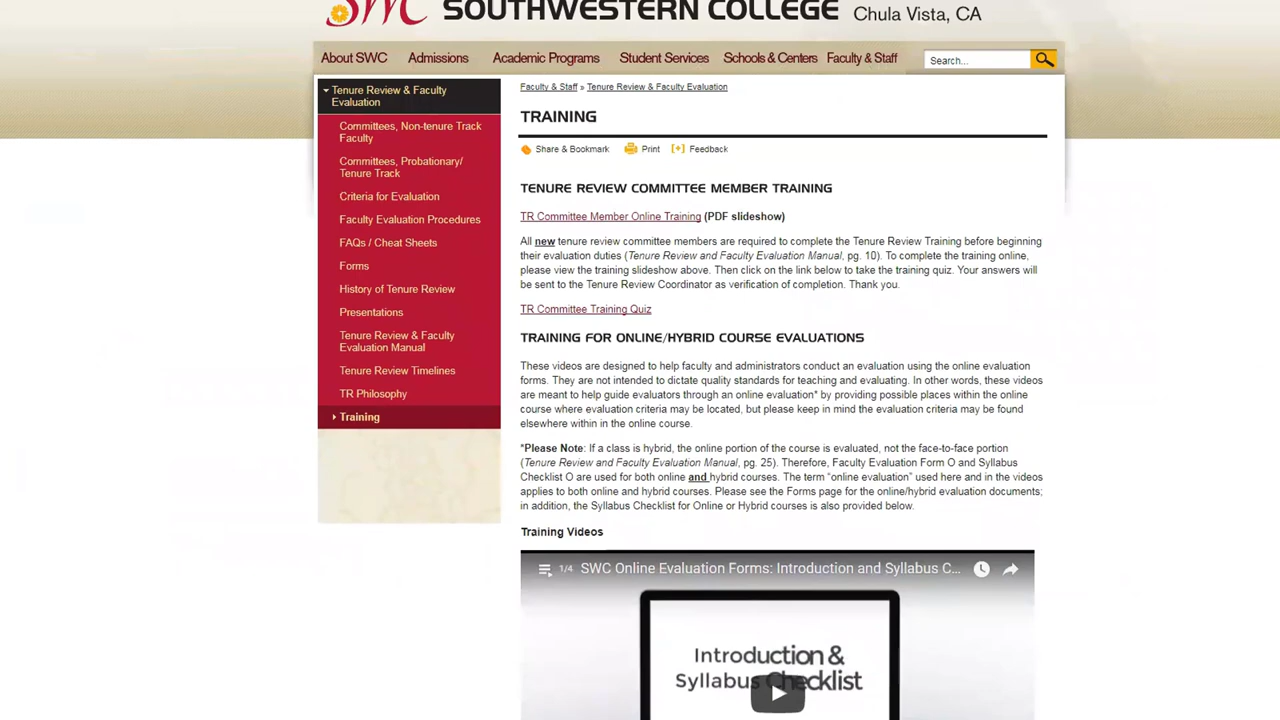 SWC SOUTHWESTERN COLLEGE Chula Vista, CA
About SWC Admissions Academic Programs Student Services Schools & Centers Faculty & Staff Search...
Tenure Review & Faculty
Evaluation
Committees, Non-tenure Track
Faculty
Committees, Probationary/
Tenure Track
Criteria for Evaluation
Faculty Evaluation Procedures
FAQs / Cheat Sheets
Forms
History of Tenure Review
Presentations
Tenure Review & Faculty
Evaluation Manual
Tenure Review Timelines
TR Philosophy
Training
Faculty & Staff » Tenure Review & Faculty Evaluation
TRAINING
Share & Bookmark Print [+] Feedback
TENURE REVIEW COMMITTEE MEMBER TRAINING
TR Committee Member Online Training (PDF slideshow)
All new tenure review committee members are required to complete the Tenure Review Training before beginning
their evaluation duties (Tenure Review and Faculty Evaluation Manual, pg. 10). To complete the training online,
please view the training slideshow above. Then click on the link below to take the training quiz. Your answers will
be sent to the Tenure Review Coordinator as verification of completion. Thank you.
TR Committee Training Quiz
TRAINING FOR ONLINE/HYBRID COURSE EVALUATIONS
These videos are designed to help faculty and administrators conduct an evaluation using the online evaluation
forms. They are not intended to dictate quality standards for teaching and evaluating. In other words, these videos
are meant to help guide evaluators through an online evaluation* by providing possible places within the online
course where evaluation criteria may be located, but please keep in mind the evaluation criteria may be found
elsewhere within in the online course.
*Please Note: If a class is hybrid, the online portion of the course is evaluated, not the face-to-face portion
(Tenure Review and Faculty Evaluation Manual, pg. 25). Therefore, Faculty Evaluation Form O and Syllabus
Checklist O are used for both online and hybrid courses. The term “online evaluation” used here and in the videos
applies to both online and hybrid courses. Please see the Forms page for the online/hybrid evaluation documents;
in addition, the Syllabus Checklist for Online or Hybrid courses is also provided below.
Training Videos
1/4 SWC Online Evaluation Forms: Introduction and Syllabus C...
Introduction &
Syllabus Checklist